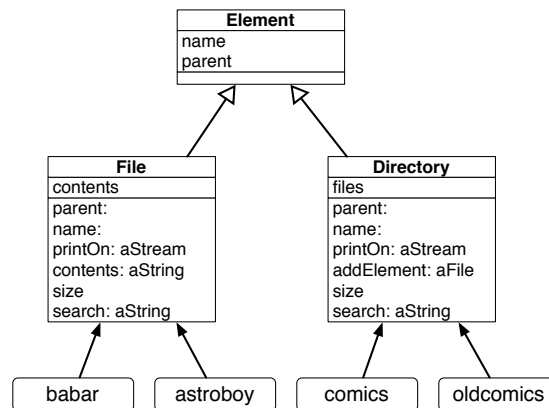 Element
name
parent
File
contents
parent:
name:
printOn: aStream
contents: aString
size
search: aString
Directory
files
parent:
name:
printOn: aStream
addElement: aFile
size
search: aString
babar
astroboy
comics
oldcomics